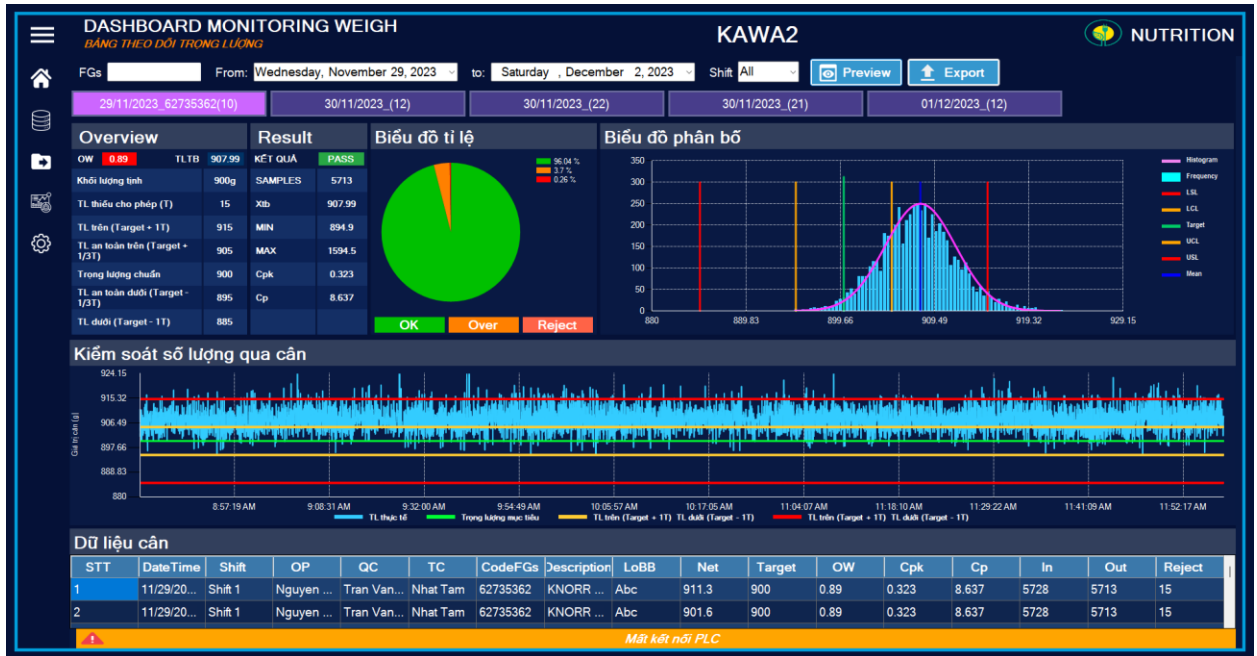 DASHBOARD MONITORING WEIGH
BẢNG THEO DÕI TRỌNG LƯỢNG
KAWA2
NUTRITION
FGs From: Wednesday, November 29, 2023 to: Saturday , December 2, 2023 Shift All Preview Export
29/11/2023_62735362(10) 30/11/2023_(12) 30/11/2023_(22) 30/11/2023_(21) 01/12/2023_(12)
Overview Result Biểu đồ tỉ lệ Biểu đồ phân bố
OW 0.89 TLTB 907.99 KẾT QUẢ PASS
Khối lượng tịnh 900g SAMPLES 5713
TL thiếu cho phép (T) 15 Xtb 907.99
TL trên (Target + 1T) 915 MIN 894.9
TL an toàn trên (Target + 1/3T) 905 MAX 1594.5
Trọng lượng chuẩn 900 Cpk 0.323
TL an toàn dưới (Target - 1/3T) 895 Cp 8.637
TL dưới (Target - 1T) 885
96.04 %
3.7 %
0.26 %
OK Over Reject
350
300
250
200
150
100
50
0
880 889.83 899.66 909.49 919.32 929.15
Histogram
Frequency
LSL
LCL
Target
UCL
USL
Mean
Kiểm soát số lượng qua cân
Giá trị cân (g)
924.15
915.32
906.49
897.66
888.83
880
8:57:19 AM 9:08:31 AM 9:32:00 AM 9:54:49 AM 10:05:57 AM 10:17:05 AM 11:04:07 AM 11:18:10 AM 11:29:22 AM 11:41:09 AM 11:52:17 AM
TL thực tế Trọng lượng mục tiêu TL trên (Target + 1T) TL dưới (Target - 1T) TL trên (Target + 1T) TL dưới (Target - 1T)
Dữ liệu cân
STT DateTime Shift OP QC TC CodeFGs Description LoBB Net Target OW Cpk Cp In Out Reject
1 11/29/20... Shift 1 Nguyen ... Tran Van... Nhat Tam 62735362 KNORR ... Abc 911.3 900 0.89 0.323 8.637 5728 5713 15
2 11/29/20... Shift 1 Nguyen ... Tran Van... Nhat Tam 62735362 KNORR ... Abc 901.6 900 0.89 0.323 8.637 5728 5713 15
Mất kết nối PLC